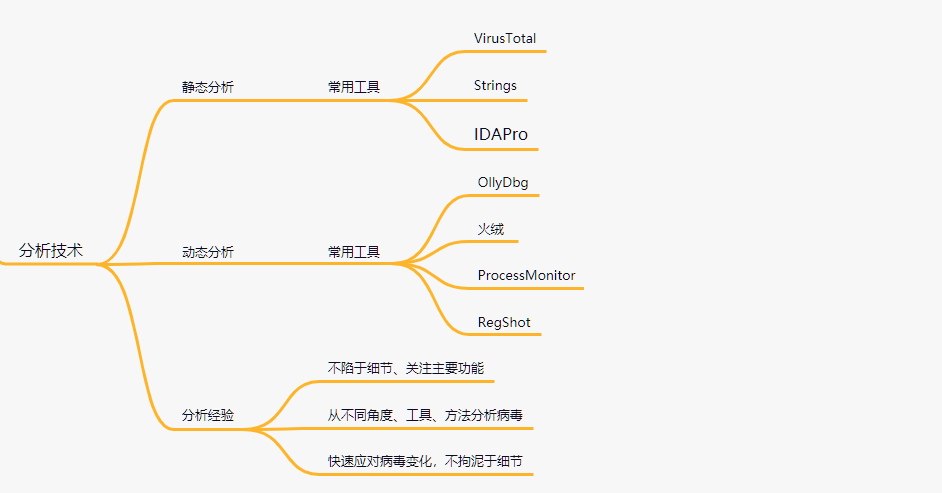 分析技术
静态分析
常用工具
VirusTotal
Strings
IDAPro
动态分析
常用工具
OllyDbg
火绒
ProcessMonitor
RegShot
分析经验
不陷于细节、关注主要功能
从不同角度、工具、方法分析病毒
快速应对病毒变化，不拘泥于细节